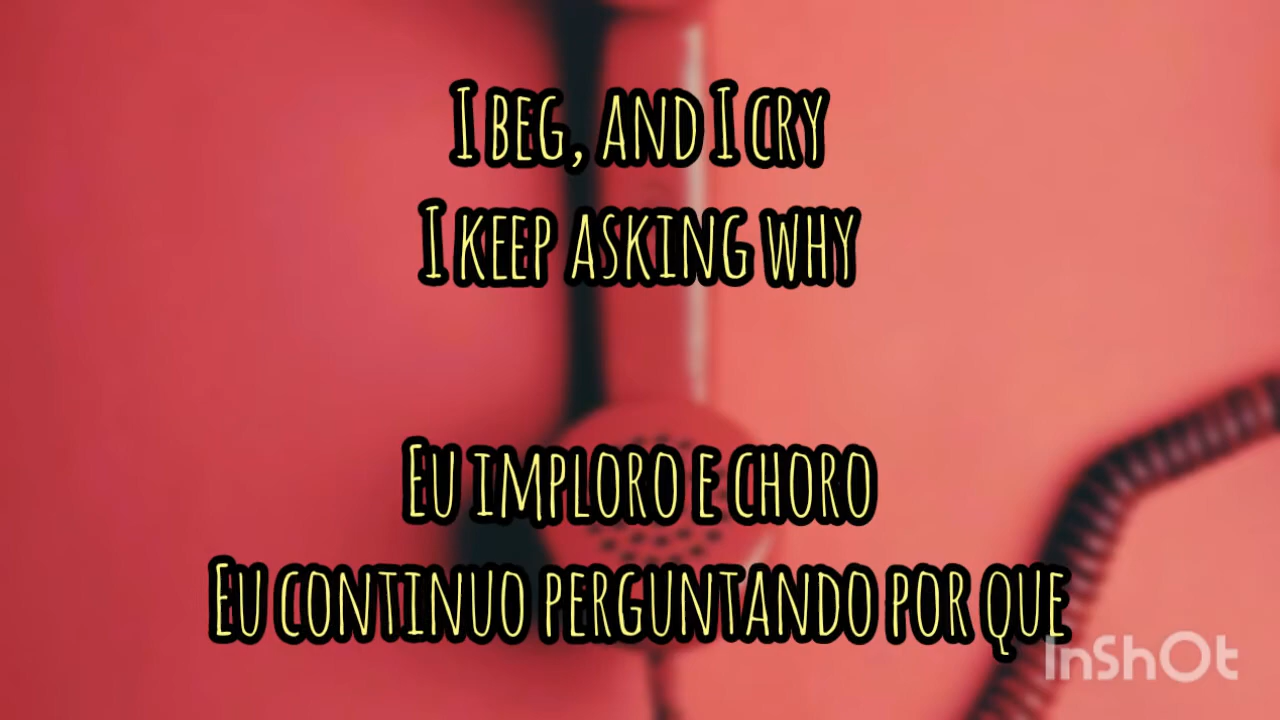 I beg, and I cry
I keep asking why
Eu imploro e choro
Eu continuo perguntando por que
InShOt